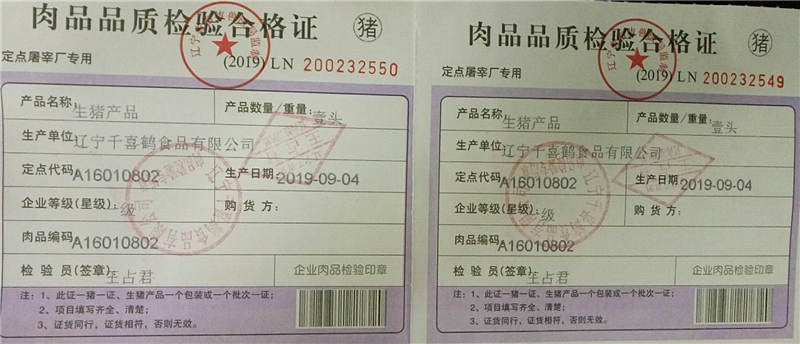 肉品品质检验合格证 猪
定点屠宰厂专用
(2019) LN 200232550
产品名称: 生猪产品 产品数量/重量: 壹头
生产单位: 辽宁千喜鹤食品有限公司
定点代码: A16010802 生产日期: 2019-09-04
企业等级(星级): 级 购货方:
肉品编码: A16010802
检验员(签章) 王占君 企业肉品检验印章
注: 1、此证一猪一证、生猪产品一个包装或一个批次一证;
2、项目填写齐全、清楚;
3、证货同行，证货相符，否则无效。
肉品品质检验合格证 猪
定点屠宰厂专用
(2019) LN 200232549
产品名称: 生猪产品 产品数量/重量: 壹头
生产单位: 辽宁千喜鹤食品有限公司
定点代码: A16010802 生产日期: 2019-09-04
企业等级(星级): 级 购货方:
肉品编码: A16010802
检验员(签章) 王占君 企业肉品检验印章
注: 1、此证一猪一证、生猪产品一个包装或一个批次一证;
2、项目填写齐全、清楚;
3、证货同行，证货相符，否则无效。